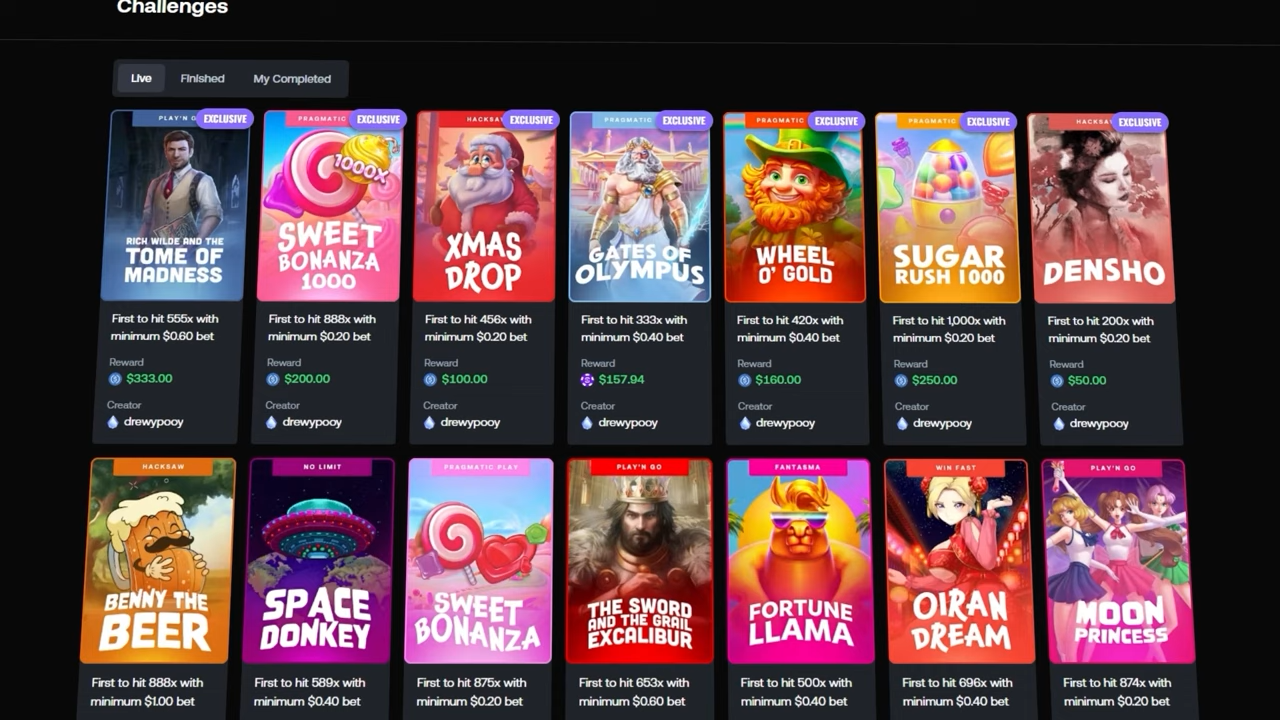 Challenges
Live
Finished
My Completed
PLAY'N G
EXCLUSIVE
RICH WILDE AND THE
TOME OF
MADNESS
First to hit 555x with
minimum $0.60 bet
Reward
$333.00
Creator
drewypooy
PRAGMATIC
EXCLUSIVE
1000X
SWEET
BONANZA
1000
First to hit 888x with
minimum $0.20 bet
Reward
$200.00
Creator
drewypooy
HACKSAW
EXCLUSIVE
XMAS
DROP
First to hit 456x with
minimum $0.20 bet
Reward
$100.00
Creator
drewypooy
PRAGMATIC
EXCLUSIVE
GATES OF
OLYMPUS
First to hit 333x with
minimum $0.40 bet
Reward
$157.94
Creator
drewypooy
PRAGMATIC
EXCLUSIVE
WHEEL
O' GOLD
First to hit 420x with
minimum $0.40 bet
Reward
$160.00
Creator
drewypooy
PRAGMATIC
EXCLUSIVE
SUGAR
RUSH 1000
First to hit 1,000x with
minimum $0.20 bet
Reward
$250.00
Creator
drewypooy
HACKSAW
EXCLUSIVE
DENSHO
First to hit 200x with
minimum $0.20 bet
Reward
$50.00
Creator
drewypooy
HACKSAW
BENNY THE
BEER
First to hit 888x with
minimum $1.00 bet
NO LIMIT
SPACE
DONKEY
First to hit 589x with
minimum $0.40 bet
PRAGMATIC PLAY
SWEET
BONANZA
First to hit 875x with
minimum $0.20 bet
PLAY'N GO
THE SWORD
AND THE GRAIL
EXCALIBUR
First to hit 653x with
minimum $0.60 bet
FANTASMA
FORTUNE
LLAMA
First to hit 500x with
minimum $0.40 bet
WIN FAST
OIRAN
DREAM
First to hit 696x with
minimum $0.40 bet
PLAY'N GO
MOON
PRINCESS
First to hit 874x with
minimum $0.20 bet